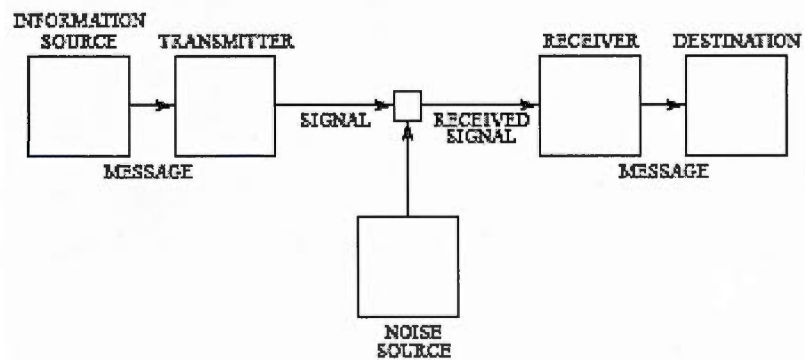 INFORMATION
SOURCE
TRANSMITTER
RECEIVER
DESTINATION
SIGNAL
RECEIVED
SIGNAL
MESSAGE
MESSAGE
NOISE
SOURCE